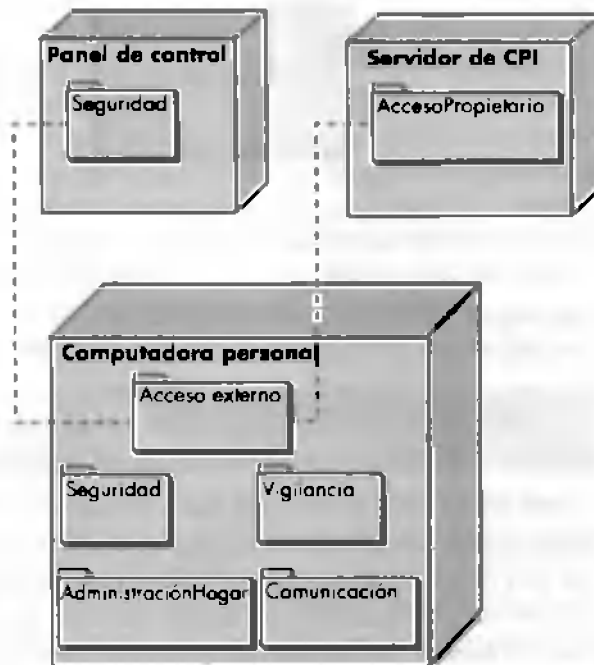 Panel de control
Seguridad
Servidor de CPI
AccesoPropietario
Computadora personal
Acceso externo
Seguridad
Vigilancia
AdministraciónHogar
Comunicación